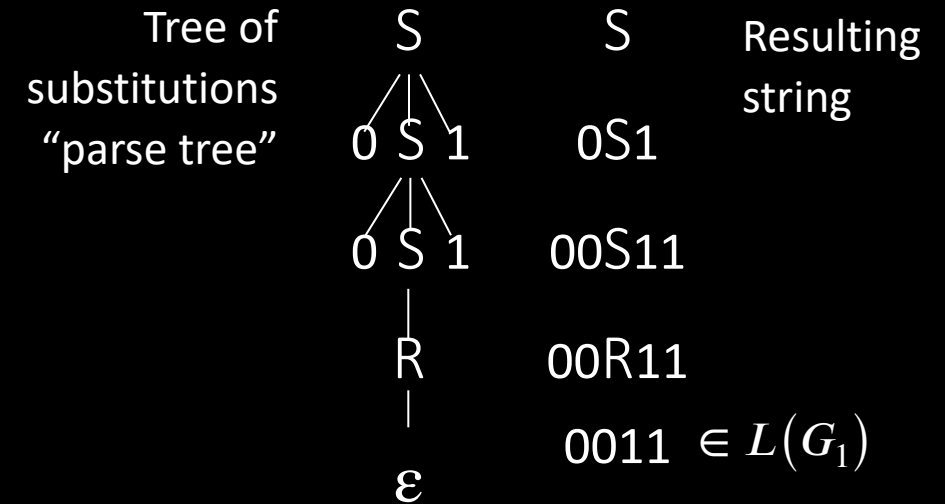 Tree of
substitutions
“parse tree”
S
0 S 1
0 S 1
R
ε
S
0S1
00S11
00R11
0011 ∈ L(G₁)
Resulting
string